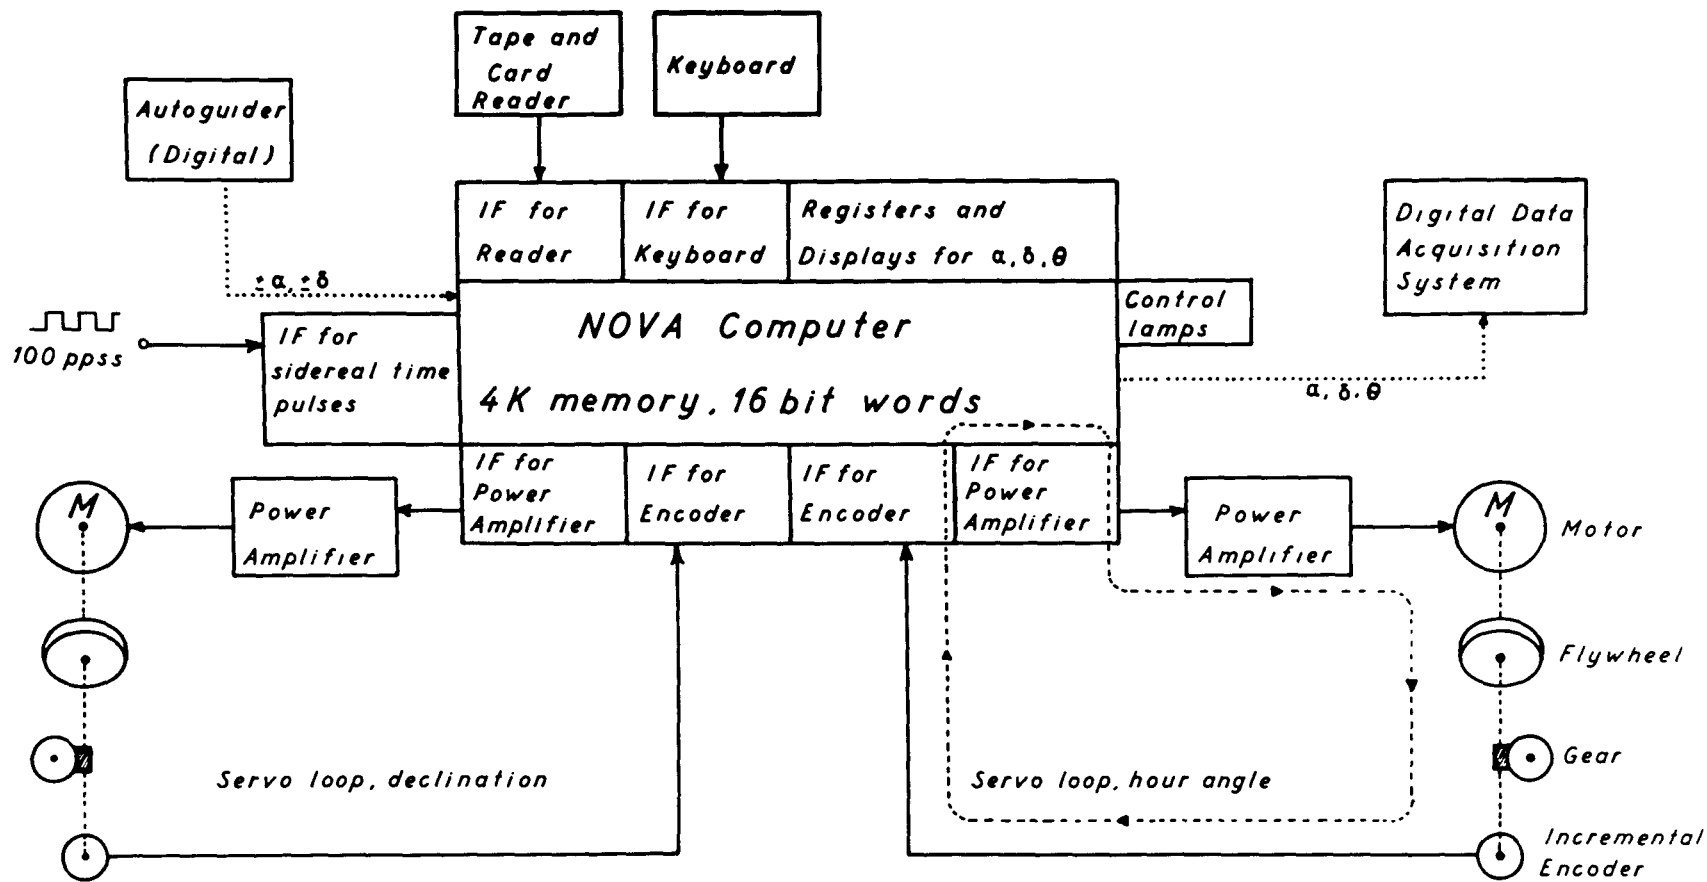 Tape and
Card
Reader
Keyboard
Autoguider
(Digital)
IF for
Reader
IF for
Keyboard
Registers and
Displays for α, δ, θ
Digital Data
Acquisition
System
±α, ±δ
Control
lamps
100 ppss
IF for
sidereal time
pulses
NOVA Computer
4K memory, 16 bit words
α, δ, θ
IF for
Power
Amplifier
IF for
Encoder
IF for
Encoder
IF for
Power
Amplifier
M
Power
Amplifier
Power
Amplifier
M
Motor
Flywheel
Gear
Servo loop, declination
Servo loop, hour angle
Incremental
Encoder